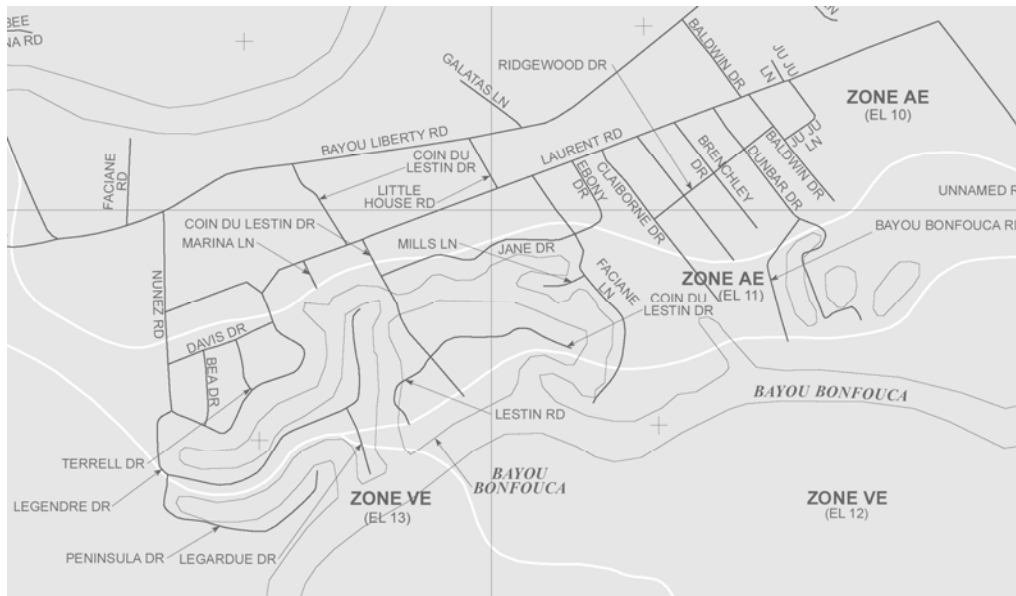 BEE
NA RD
LN
GALATAS LN
RIDGEWOOD DR
BALDWIN DR
JU JU
LN
ZONE AE
(EL 10)
BAYOU LIBERTY RD
LAURENT RD
COIN DU
LESTIN DR
FACIANE
RD
LITTLE
HOUSE RD
EBONY
DR
CLAIBORNE DR
BRENCHLEY
DR
DUNBAR DR
BALDWIN DR
JU JU
LN
UNNAMED R
COIN DU LESTIN DR
MARINA LN
MILLS LN
JANE DR
BAYOU BONFOUCA R
NUNEZ RD
FACIANE
LN
ZONE AE
(EL 11)
COIN DU
LESTIN DR
DAVIS DR
BEA DR
BAYOU BONFOUCA
LESTIN RD
TERRELL DR
BAYOU
BONFOUCA
LEGENDRE DR
ZONE VE
(EL 13)
ZONE VE
(EL 12)
PENINSULA DR
LEGARDUE DR